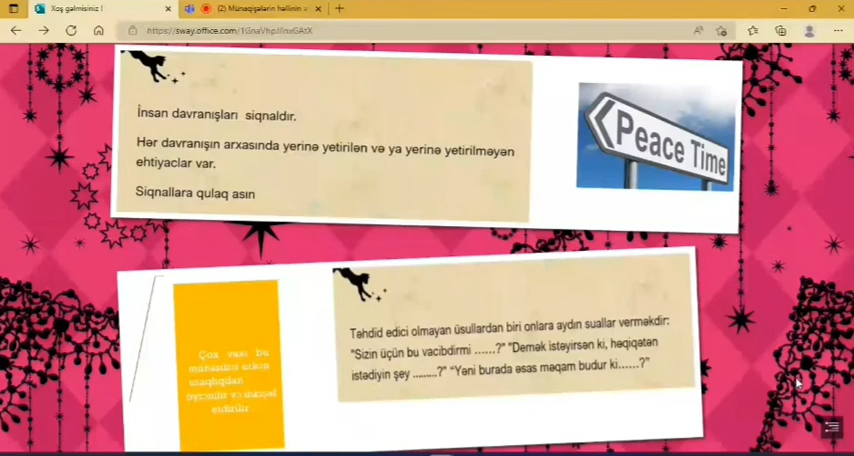 Xoş gəlmisiniz !
(2) Münaqişələrin həllinin ə
https://sway.office.com/1GnaVhpJlInxGAtX
İnsan davranışları siqnaldır.
Hər davranışın arxasında yerinə yetirilən və ya yerinə yetirilməyən
ehtiyaclar var.
Siqnallara qulaq asın
Peace Time
Təhdid edici olmayan üsullardan biri onlara aydın suallar verməkdir:
"Sizin üçün bu vacibdirmi ......?" "Demək istəyirsən ki, həqiqətən
istədiyin şey .........?" "Yəni burada əsas məqam budur ki......?"
Çox vaxt bu